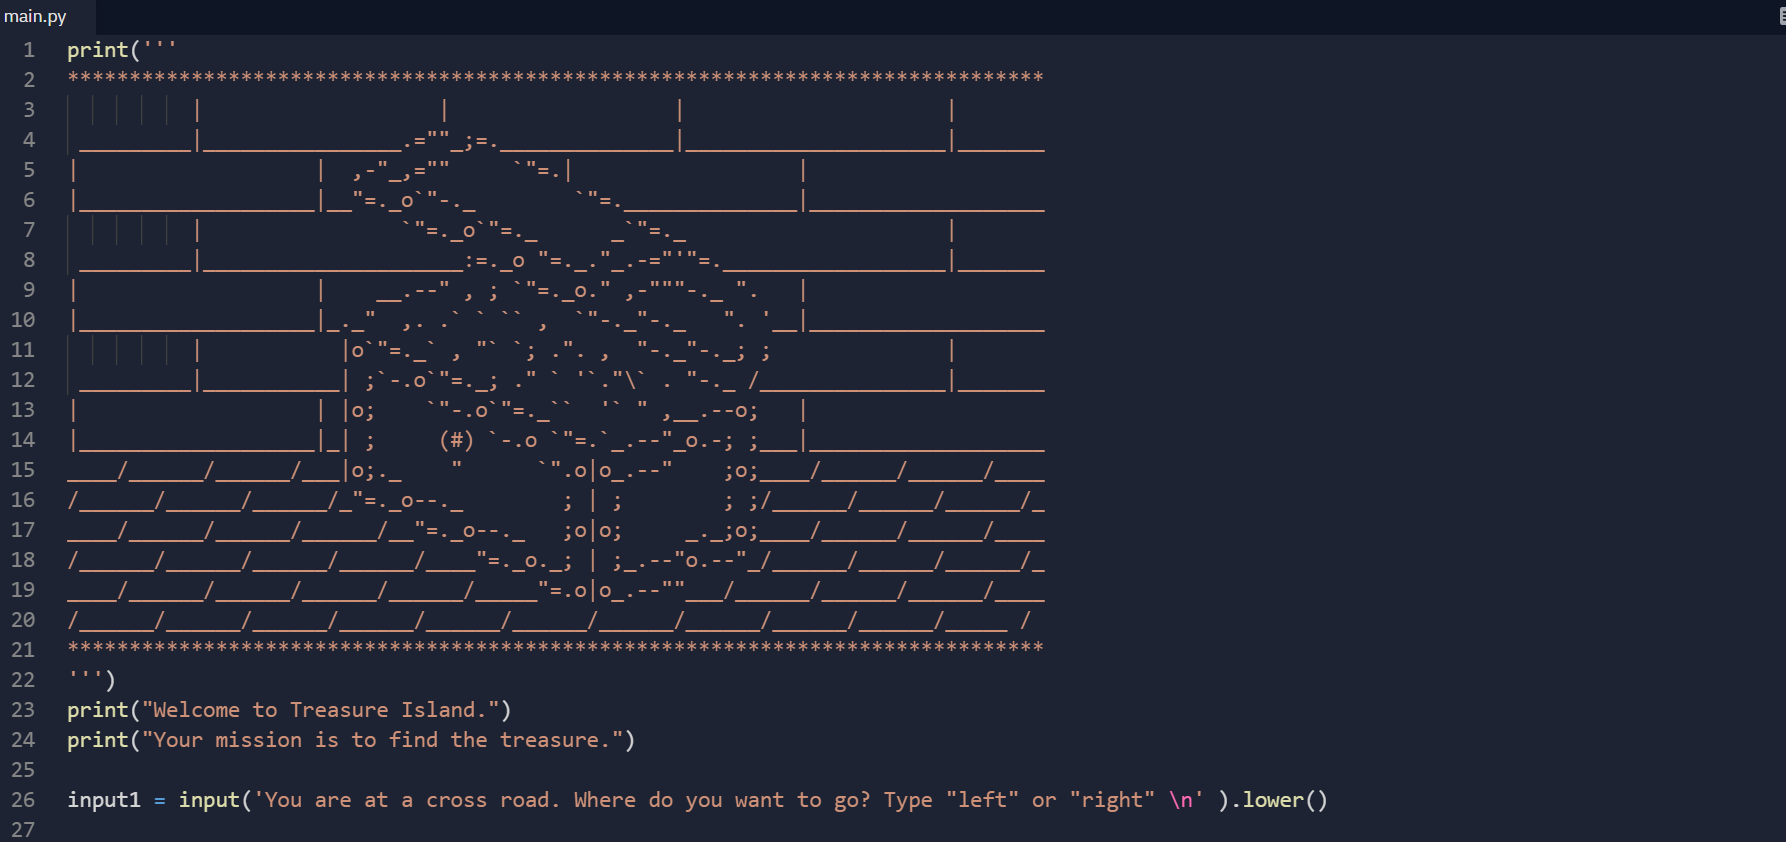 main.py
1 print('''
2 *******************************************************************************
3           |                   |                  |                     |
4  _________|________________.=""_;=.______________|_____________________|_______
5 |                   |  ,-"_,=""     `"=.|                  |
6 |___________________|__"=._o`"-._        `"=.______________|___________________
7           |                `"=._o`"=._      _`"=._                     |
8  _________|_____________________:=._o "=._."_.-="'"=.__________________|_______
9 |                   |    __.--" , ; `"=._o." ,-"""-._ ".   |
10 |___________________|_._"  ,. .` ` `` ,  `"-._"-._   ". '__|___________________
11           |           |o`"=._` , "` `; .". ,  "-._"-._; ;              |
12  _________|___________| ;`-.o`"=._; ." ` '`."\` . "-._ /_______________|_______
13 |                   | |o;    `"-.o`"=._``  '` " ,__.--o;   |
14 |___________________|_| ;     (#) `-.o `"=.`_.--"_o.-; ;___|___________________
15 ____/______/______/___|o;._    "      `".o|o_.--"    ;o;____/______/______/____
16 /______/______/______/_"=._o--._        ; | ;        ; ;/______/______/______/_
17 ____/______/______/______/__"=._o--._   ;o|o;     _._;o;____/______/______/____
18 /______/______/______/______/____"=._o._; | ;_.--"o.--"_/______/______/______/_
19 ____/______/______/______/______/_____"=.o|o_.--""___/______/______/______/____
20 /______/______/______/______/______/______/______/______/______/______/_____ /
21 *******************************************************************************
22 ''')
23 print("Welcome to Treasure Island.")
24 print("Your mission is to find the treasure.")
25
26 input1 = input('You are at a cross road. Where do you want to go? Type "left" or "right" \n' ).lower()
27